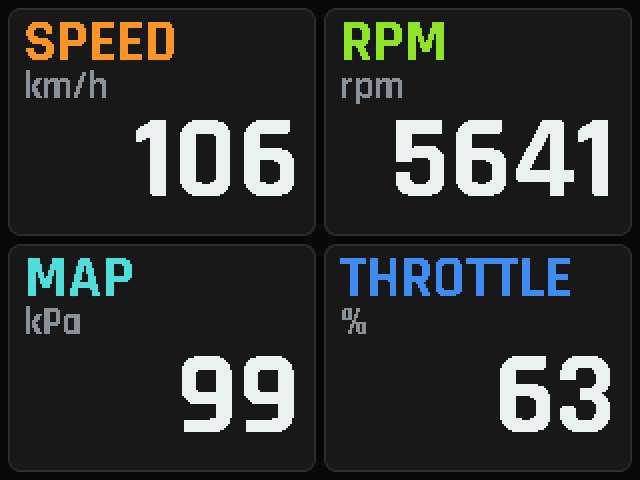 SPEED
km/h
106
RPM
rpm
5641
MAP
kPa
99
THROTTLE
%
63